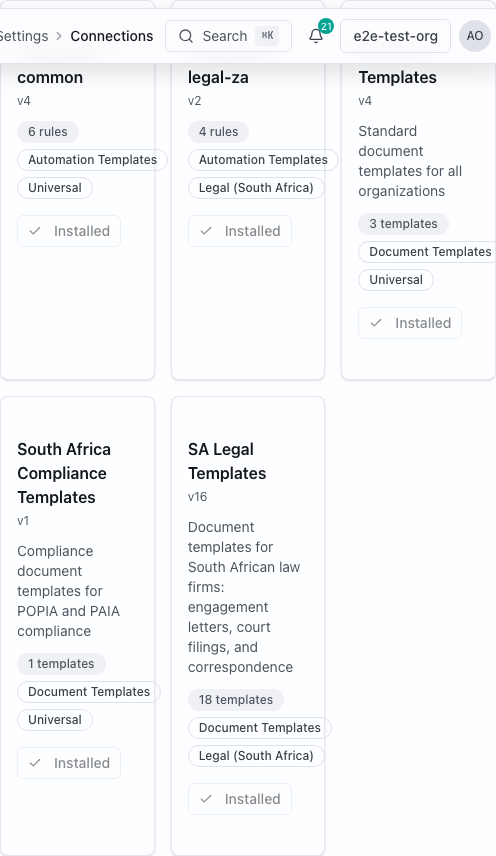 Settings > Connections
Search ⌘K
21
e2e-test-org
AO
common
v4
6 rules
Automation Templates
Universal
Installed
legal-za
v2
4 rules
Automation Templates
Legal (South Africa)
Installed
Templates
v4
Standard
document
templates for all
organizations
3 templates
Document Templates
Universal
Installed
South Africa
Compliance
Templates
v1
Compliance
document
templates for
POPIA and PAIA
compliance
1 templates
Document Templates
Universal
Installed
SA Legal
Templates
v16
Document
templates for
South African law
firms:
engagement
letters, court
filings, and
correspondence
18 templates
Document Templates
Legal (South Africa)
Installed